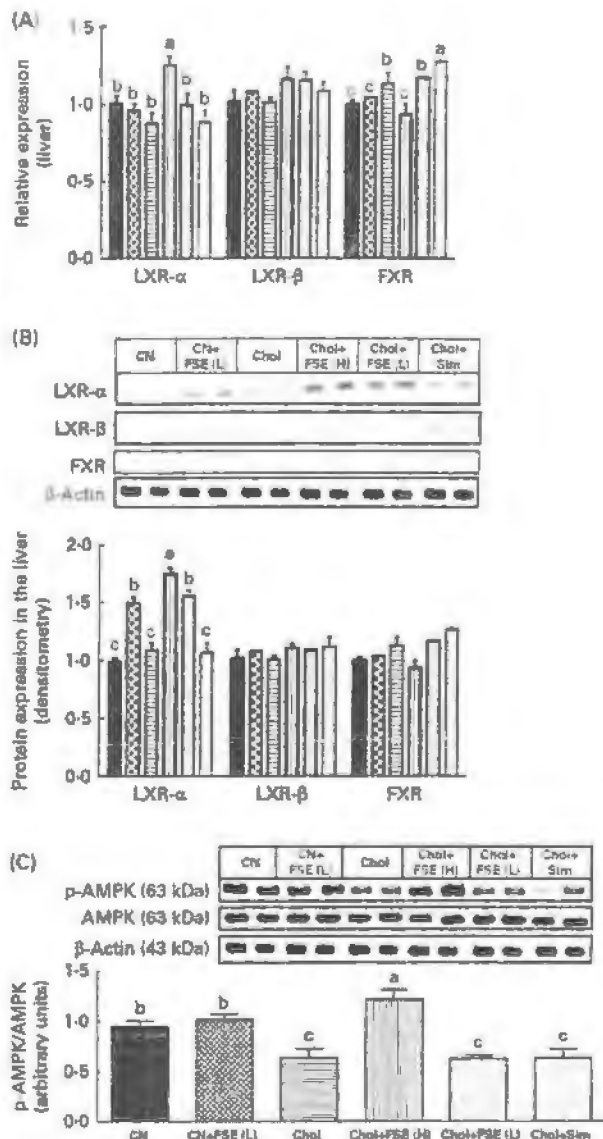 (A)
Relative expression
(liver)
1·5
1·0
0·5
0·0
b b b a b b
c c b c b a
LXR-α LXR-β FXR
(B)
CN CN+ FSE (L) Chol Chol+ FSE (H) Chol+ FSE (L) Chol+ Sim
LXR-α
LXR-β
FXR
β-Actin
Protein expression in the liver
(densitometry)
2·0
1·5
1·0
0·5
0·0
c b c a b c
LXR-α LXR-β FXR
(C)
CN CN+ FSE (L) Chol Chol+ FSE (H) Chol+ FSE (L) Chol+ Sim
p-AMPK (63 kDa)
AMPK (63 kDa)
β-Actin (43 kDa)
p-AMPK/AMPK
(arbitrary units)
1·5
1·0
0·5
0·0
b b c a c c
CN CN+FSE (L) Chol Chol+FSE (H) Chol+FSE (L) Chol+Sim